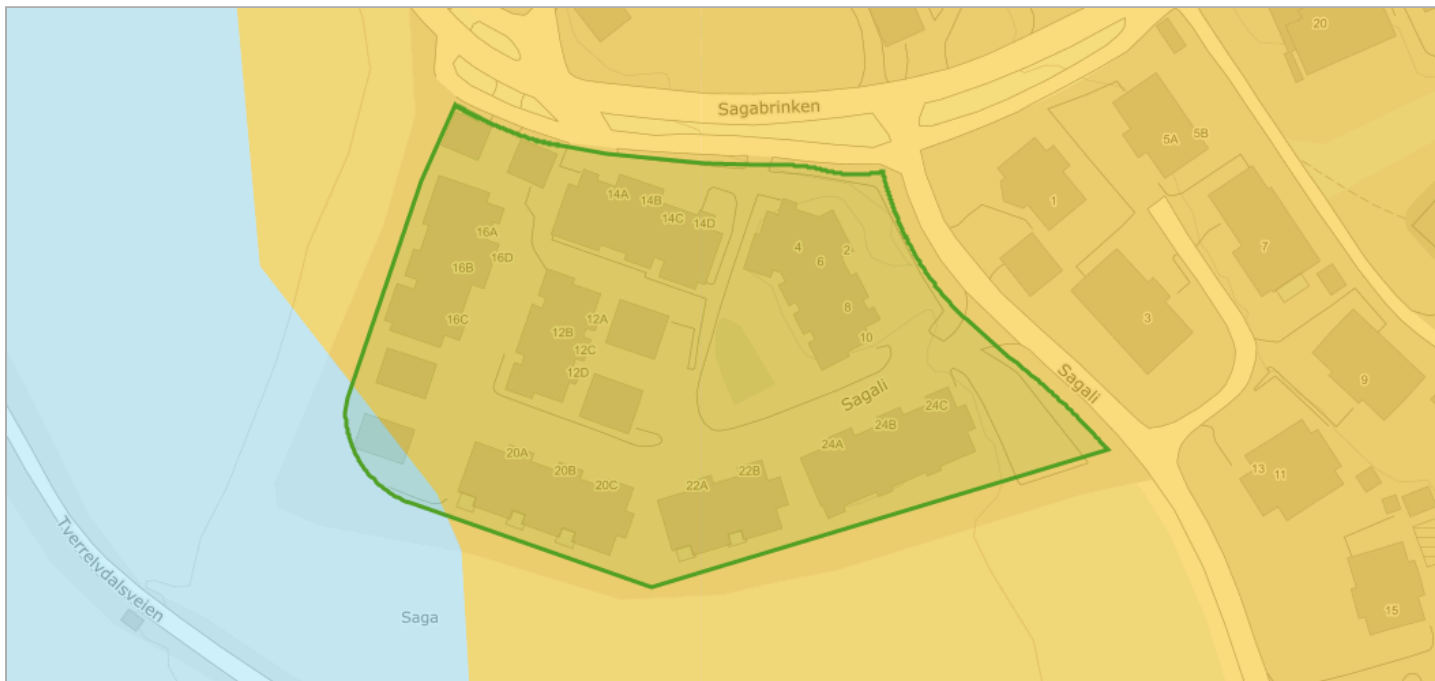 20
Sagabrinken
5A
5B
14A
14B
14C
14D
1
16A
16B
16D
16C
4
6
2
8
10
7
12A
12B
12C
12D
3
9
Sagali
Sagali
24A
24B
24C
20A
20B
20C
22A
22B
13
11
15
Tverrelvdalsveien
Saga